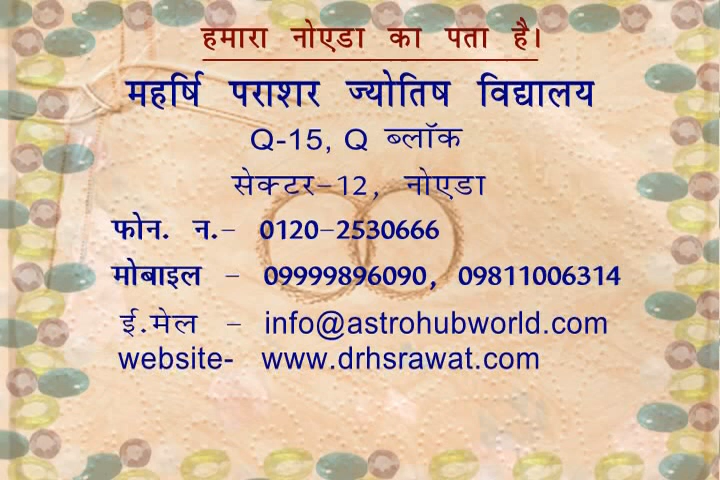 हमारा नोएडा का पता है।
महर्षि पराशर ज्योतिष विद्यालय
Q-15, Q ब्लॉक
सेक्टर-12, नोएडा
फोन. न.- 0120-2530666
मोबाइल - 09999896090, 09811006314
ई.मेल - info@astrohubworld.com
website- www.drhsrawat.com